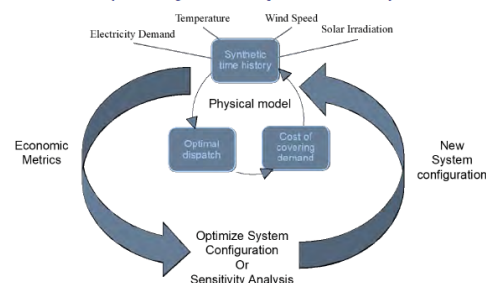 Temperature
Wind Speed
Electricity Demand
Solar Irradiation
Synthetic
time history
Physical model
Optimal
dispatch
Cost of
covering
demand
Economic
Metrics
New
System
configuration
Optimize System
Configuration
Or
Sensitivity Analysis